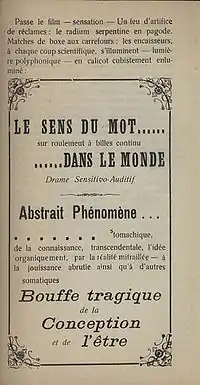 Passe le film — sensation — Un feu d'artifice
de réclames : le radium serpentine en pagode.
Matches de boxe aux carrefours : les encaisseurs,
à chaque coup scientifique, s'illuminent — lumiè-
re polyphonique — en calicot cubistement enlu-
miné :
LE SENS DU MOT......
sur roulement à billes continu
......DANS LE MONDE
Drame Sensitivo-Auditif
Abstrait Phénomène . . .
. . . . . . . Stomachique,
de la connaissance, transcendentale, l'idée
organiquement, par la réalité mitraillée — à
la jouissance abrutie ainsi qu'à d'autres
somatiques
Bouffe tragique
de la
Conception
et de l'être